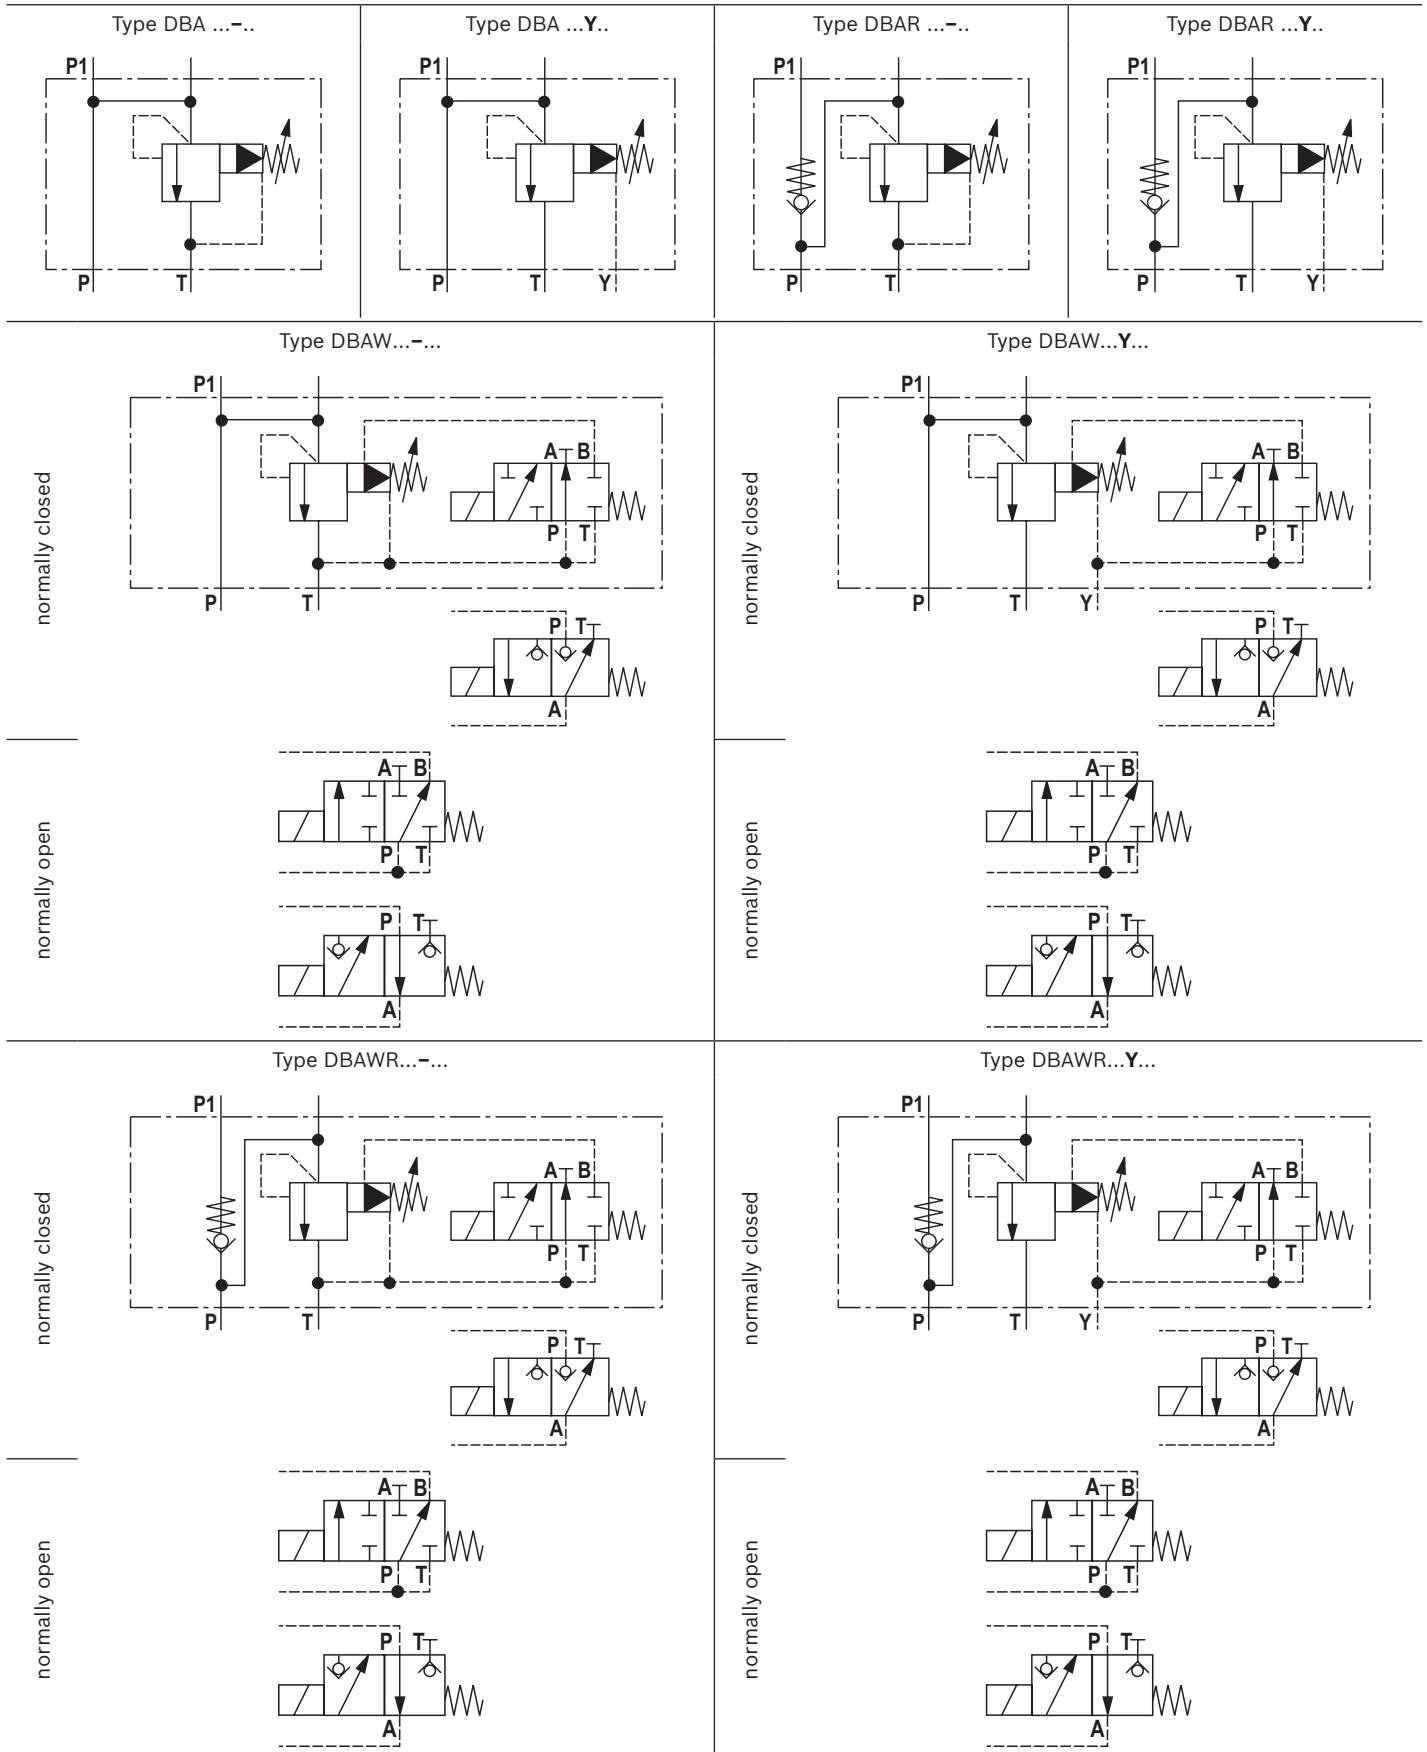 Type DBA ...–..
P1
P T
Type DBA ...Y..
P1
P T Y
Type DBAR ...–..
P1
P T
Type DBAR ...Y..
P1
P T Y
Type DBAW...–...
normally closed
P1
A B
P T
P T
P T
A
normally open
A B
P T
P T
A
Type DBAW...Y...
normally closed
P1
A B
P T
P T Y
P T
A
normally open
A B
P T
P T
A
Type DBAWR...–...
normally closed
P1
A B
P T
P T
P T
A
normally open
A B
P T
P T
A
Type DBAWR...Y...
normally closed
P1
A B
P T
P T Y
P T
A
normally open
A B
P T
P T
A